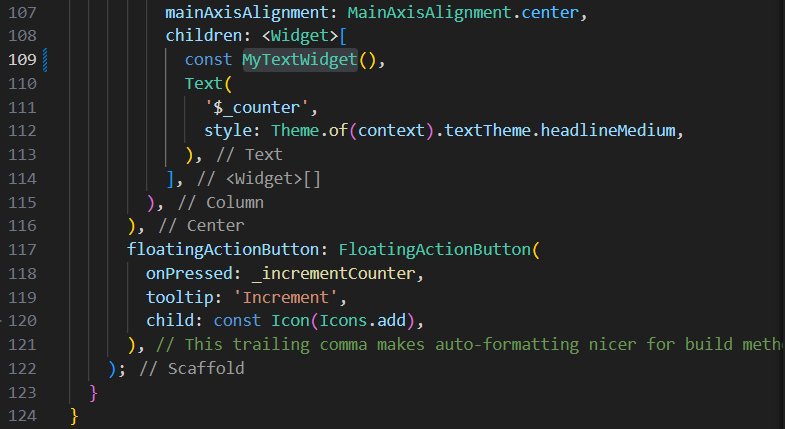 107 mainAxisAlignment: MainAxisAlignment.center,
108 children: <Widget>[
109 const MyTextWidget(),
110 Text(
111 '$_counter',
112 style: Theme.of(context).textTheme.headlineMedium,
113 ), // Text
114 ], // <Widget>[]
115 ), // Column
116 ), // Center
117 floatingActionButton: FloatingActionButton(
118 onPressed: _incrementCounter,
119 tooltip: 'Increment',
120 child: const Icon(Icons.add),
121 ), // This trailing comma makes auto-formatting nicer for build meth
122 ); // Scaffold
123 }
124 }